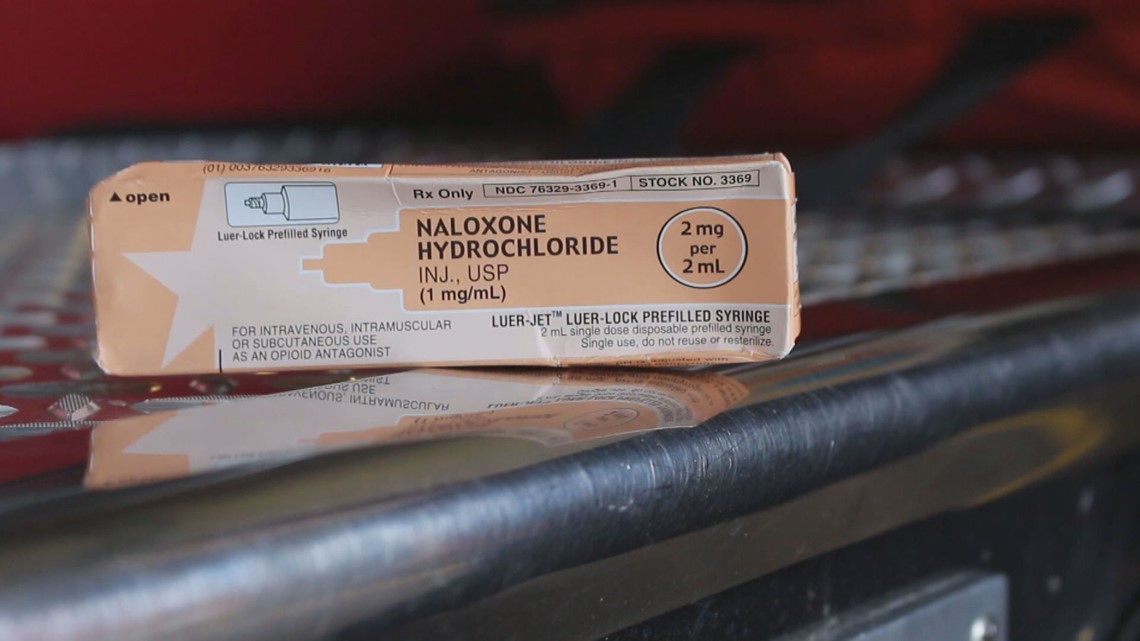 ▲open
Luer-Lock Prefilled Syringe
Rx Only NDC 76329-3369-1 STOCK NO. 3369
NALOXONE
HYDROCHLORIDE
INJ., USP
(1 mg/mL)
2 mg
per
2 mL
FOR INTRAVENOUS, INTRAMUSCULAR
OR SUBCUTANEOUS USE
AS AN OPIOID ANTAGONIST
LUER-JET™ LUER-LOCK PREFILLED SYRINGE
2 mL single dose disposable prefilled syringe
Single use, do not reuse or resterilize.